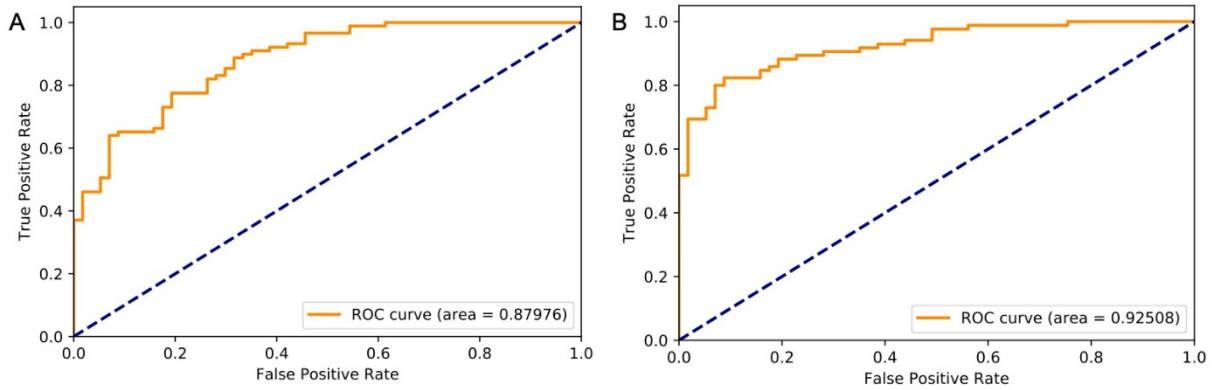 A
True Positive Rate
1.0
0.8
0.6
0.4
0.2
0.0
0.0 0.2 0.4 0.6 0.8 1.0
False Positive Rate
ROC curve (area = 0.87976)
B
True Positive Rate
1.0
0.8
0.6
0.4
0.2
0.0
0.0 0.2 0.4 0.6 0.8 1.0
False Positive Rate
ROC curve (area = 0.92508)